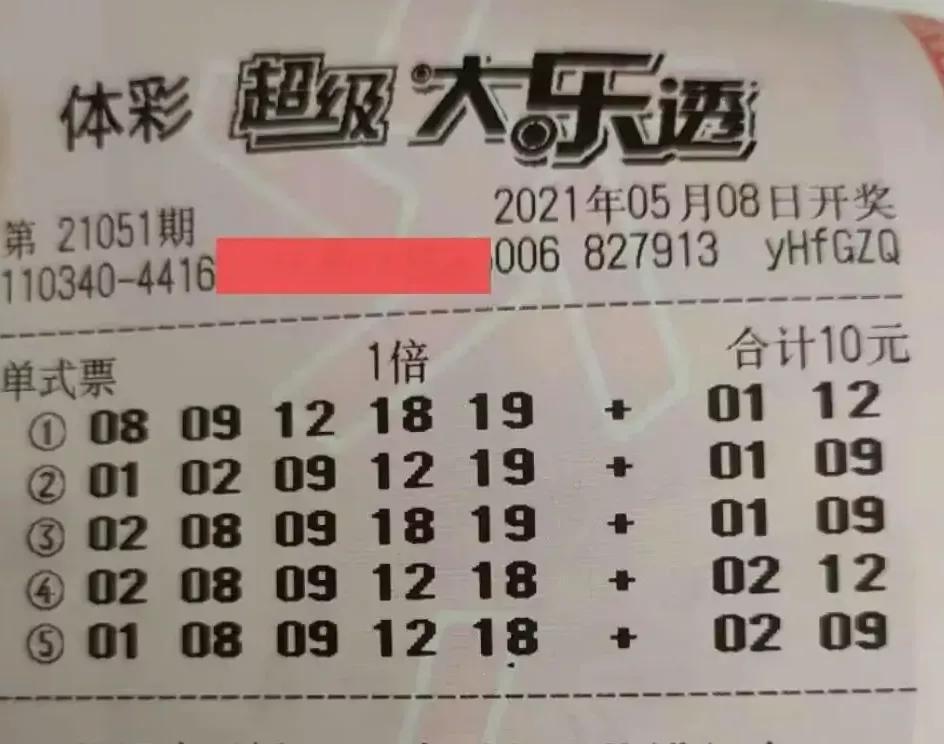 体彩 超级大乐透
第 21051期 2021年05月08日开奖
110340-4416 006 827913 yHfGZQ
单式票 1倍 合计10元
① 08 09 12 18 19 + 01 12
② 01 02 09 12 19 + 01 09
③ 02 08 09 18 19 + 01 09
④ 02 08 09 12 18 + 02 12
⑤ 01 08 09 12 18 + 02 09